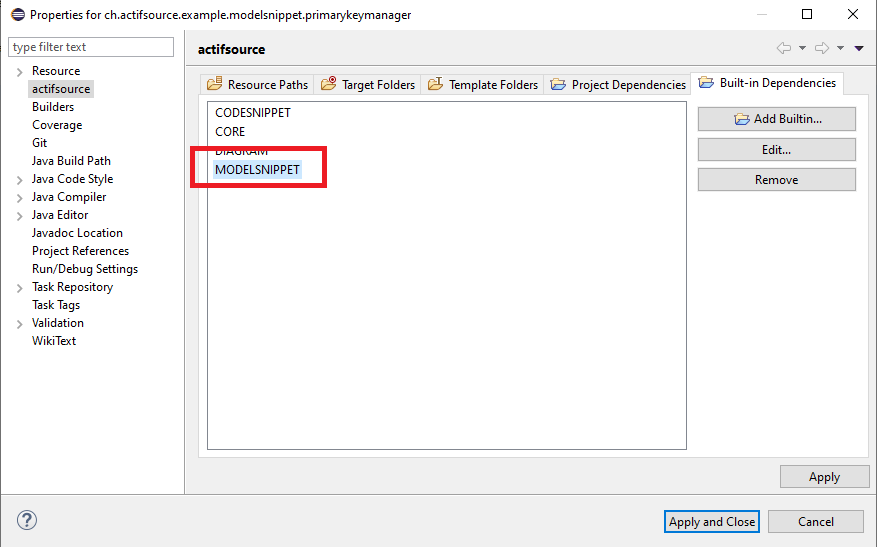 Properties for ch.actifsource.example.modelsnippet.primarykeymanager
type filter text
Resource
actifsource
Builders
Coverage
Git
Java Build Path
Java Code Style
Java Compiler
Java Editor
Javadoc Location
Project References
Run/Debug Settings
Task Repository
Task Tags
Validation
WikiText
actifsource
Resource Paths
Target Folders
Template Folders
Project Dependencies
Built-in Dependencies
CODESNIPPET
CORE
DIAGRAM
MODELSNIPPET
Add Builtin...
Edit...
Remove
Apply
?
Apply and Close
Cancel